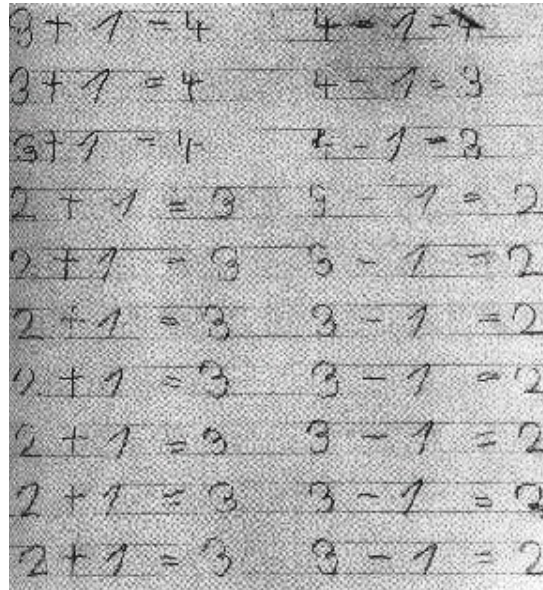 3 + 1 = 4 4 - 1 =
3 + 1 = 4 4 - 1 = 3
3 + 1 = 4 4 - 1 = 3
2 + 1 = 3 3 - 1 = 2
2 + 1 = 3 3 - 1 = 2
2 + 1 = 3 3 - 1 = 2
2 + 1 = 3 3 - 1 = 2
2 + 1 = 3 3 - 1 = 2
2 + 1 = 3 3 - 1 = 2
2 + 1 = 3 3 - 1 = 2